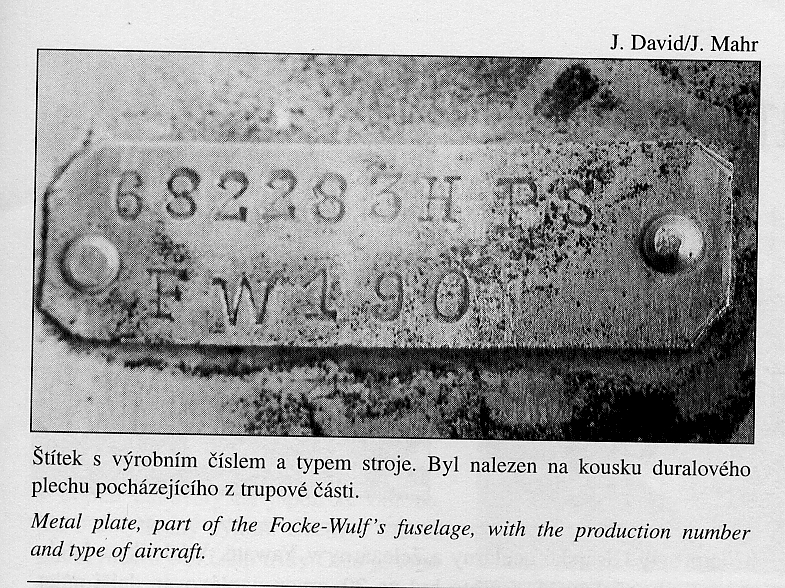 J. David/J. Mahr
682283H PS
FW190
Štítek s výrobním číslem a typem stroje. Byl nalezen na kousku duralového
plechu pocházejícího z trupové části.
Metal plate, part of the Focke-Wulf's fuselage, with the production number
and type of aircraft.